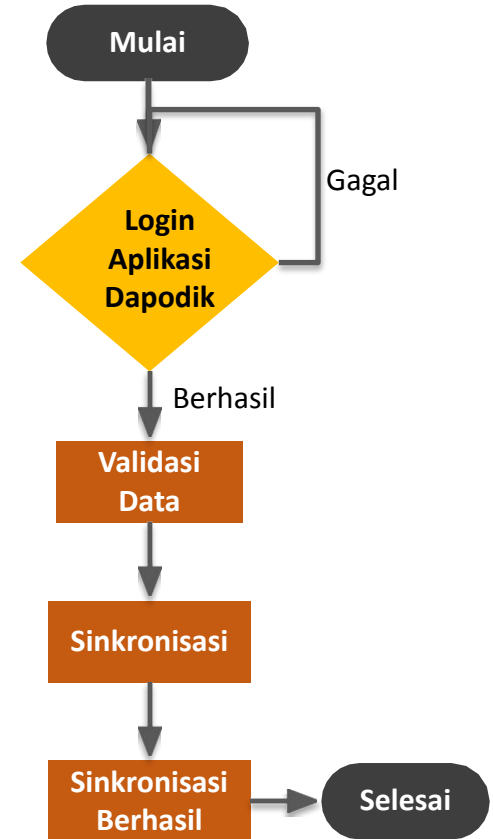 Mulai
Gagal
Login
Aplikasi
Dapodik
Berhasil
Validasi
Data
Sinkronisasi
Sinkronisasi
Berhasil
Selesai